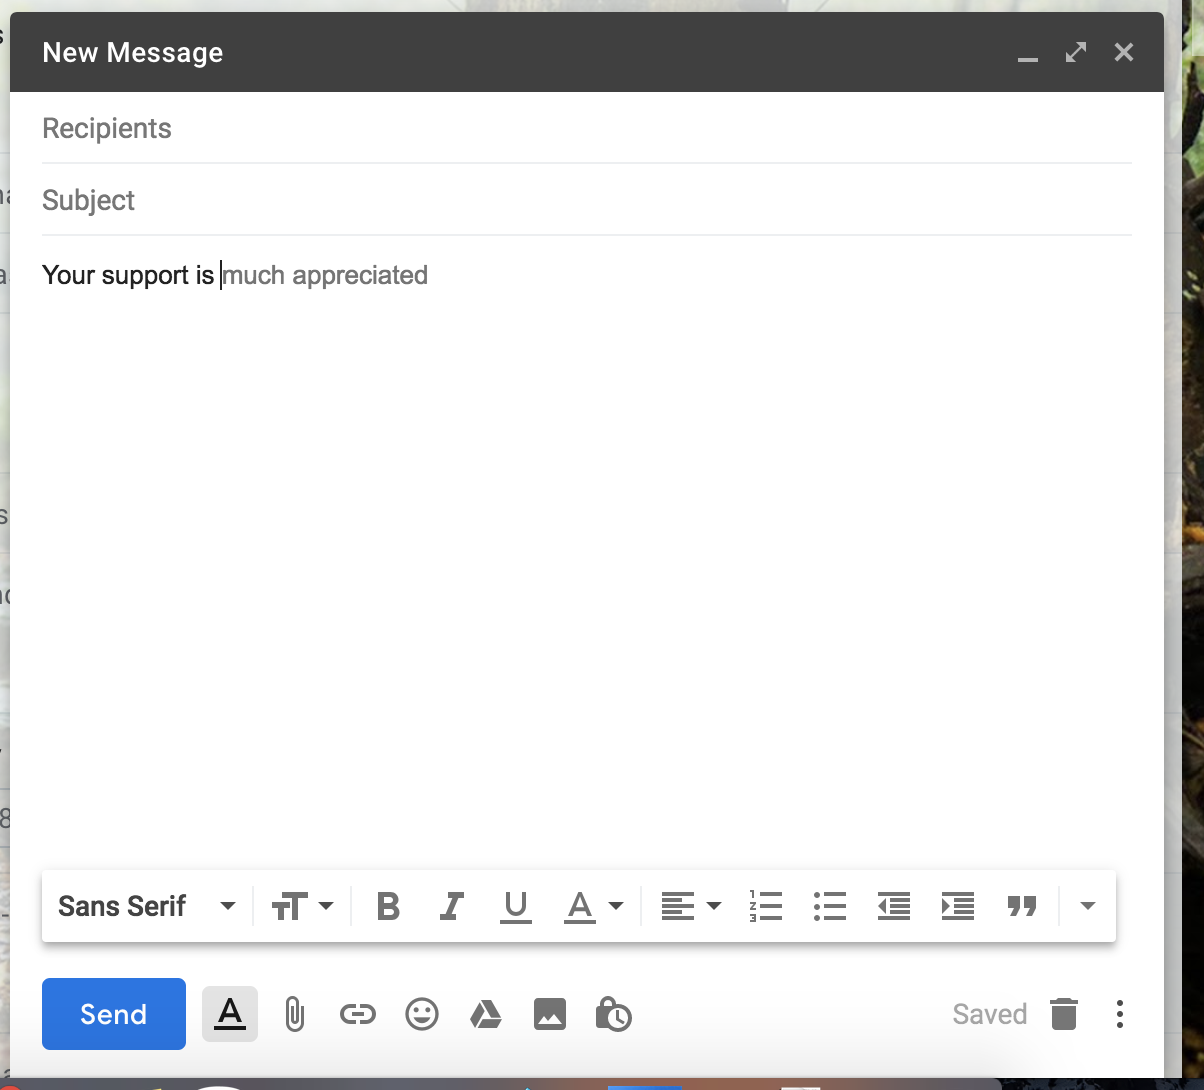 New Message
Recipients
Subject
Your support is much appreciated
Sans Serif
Send
Saved